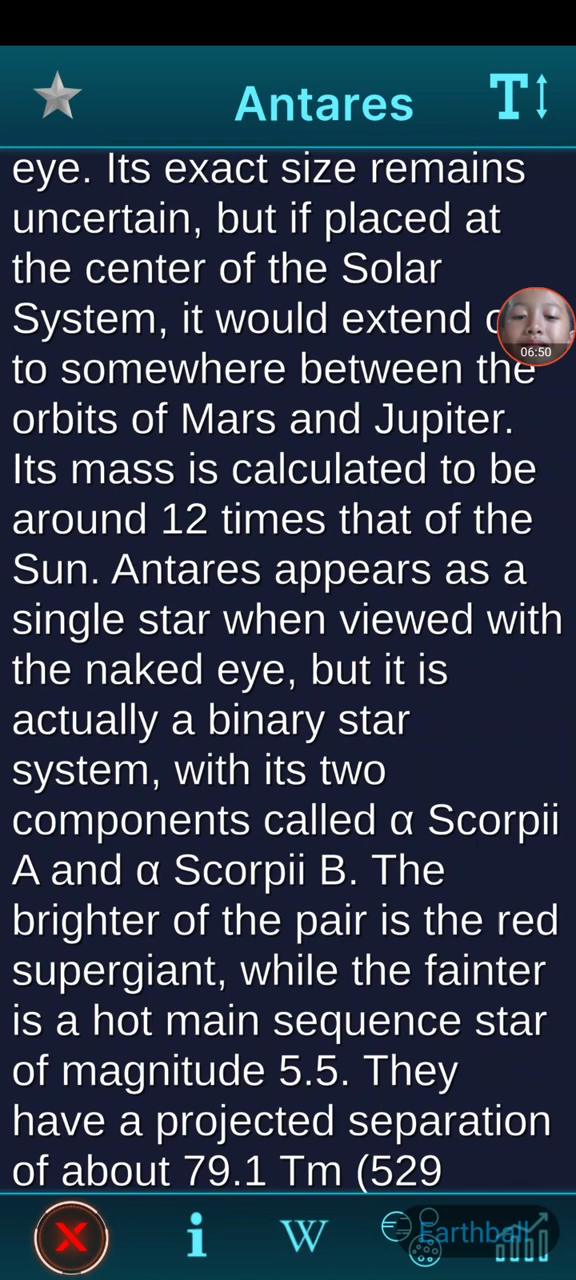 Antares
T
eye. Its exact size remains
uncertain, but if placed at
the center of the Solar
System, it would extend
06:50
to somewhere between the
orbits of Mars and Jupiter.
Its mass is calculated to be
around 12 times that of the
Sun. Antares appears as a
single star when viewed with
the naked eye, but it is
actually a binary star
system, with its two
components called α Scorpii
A and α Scorpii B. The
brighter of the pair is the red
supergiant, while the fainter
is a hot main sequence star
of magnitude 5.5. They
have a projected separation
of about 79.1 Tm (529
X i W Earthball